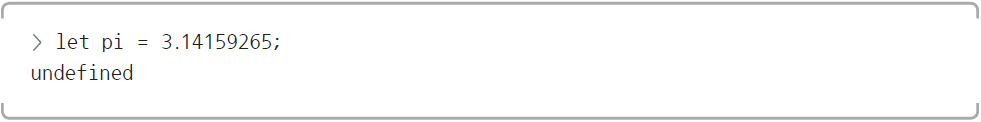 > let pi = 3.14159265;
undefined